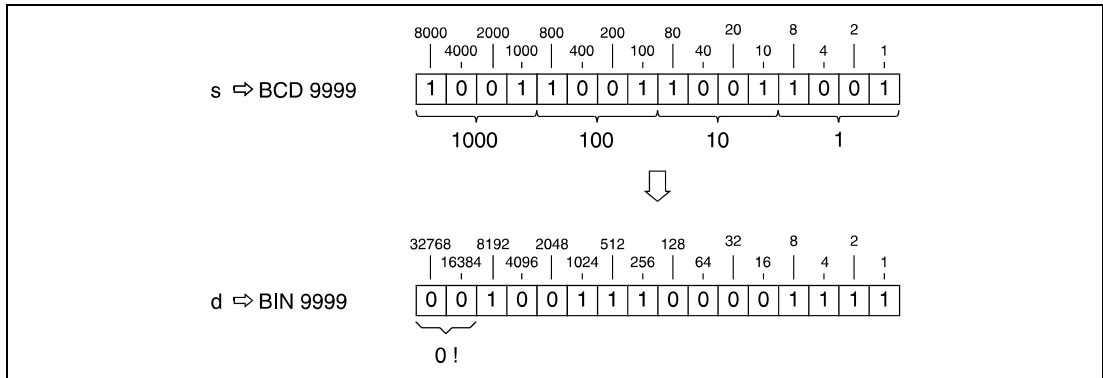 8000 2000 800 200 80 20 8 2
4000 1000 400 100 40 10 4 1
s ⇨ BCD 9999 1 0 0 1 1 0 0 1 1 0 0 1 1 0 0 1
1000 100 10 1
32768 8192 2048 512 128 32 8 2
16384 4096 1024 256 64 16 4 1
d ⇨ BIN 9999 0 0 1 0 0 1 1 1 0 0 0 0 1 1 1 1
0 !